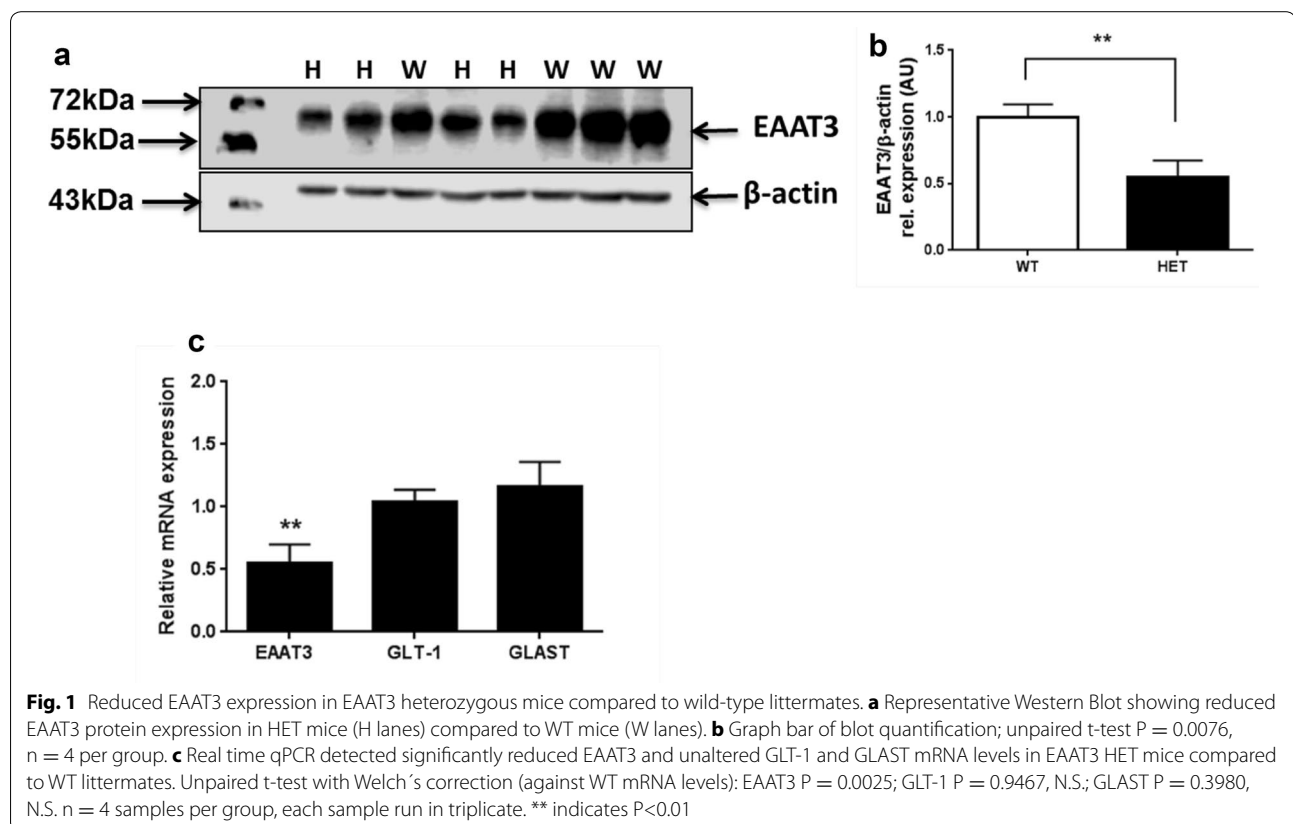 a
H H W H H W W W
72kDa
55kDa
EAAT3
43kDa
β-actin
b
**
EAAT3/β-actin
rel. expression (AU)
1.5
1.0
0.5
0.0
WT HET
c
Relative mRNA expression
2.0
1.5
1.0
0.5
0.0
**
EAAT3 GLT-1 GLAST
Fig. 1 Reduced EAAT3 expression in EAAT3 heterozygous mice compared to wild-type littermates. a Representative Western Blot showing reduced
EAAT3 protein expression in HET mice (H lanes) compared to WT mice (W lanes). b Graph bar of blot quantification; unpaired t-test P = 0.0076,
n = 4 per group. c Real time qPCR detected significantly reduced EAAT3 and unaltered GLT-1 and GLAST mRNA levels in EAAT3 HET mice compared
to WT littermates. Unpaired t-test with Welch´s correction (against WT mRNA levels): EAAT3 P = 0.0025; GLT-1 P = 0.9467, N.S.; GLAST P = 0.3980,
N.S. n = 4 samples per group, each sample run in triplicate. ** indicates P<0.01